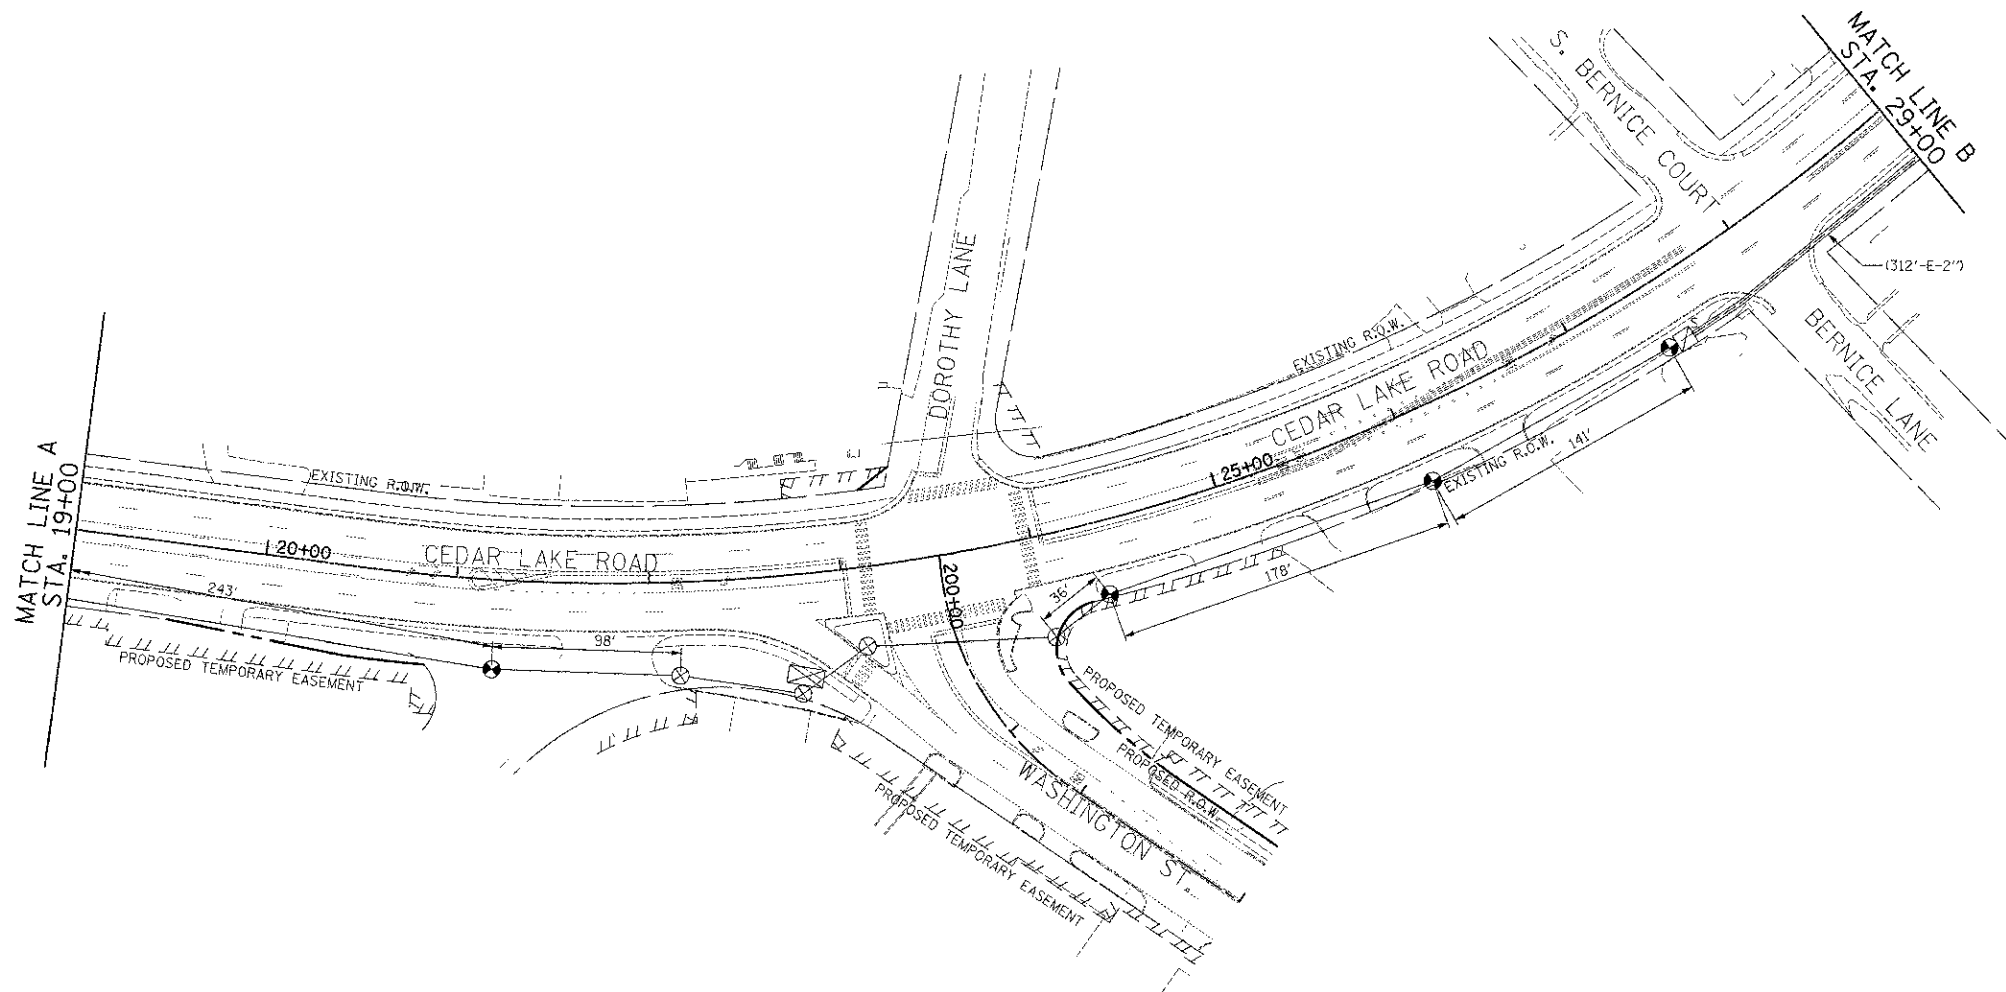 MATCH LINE B
STA. 29+00
S. BERNICE COURT
(312'-E-2")
BERNICE LANE
DOROTHY LANE
EXISTING R.O.W.
CEDAR LAKE ROAD
25+00
141'
EXISTING R.O.W.
178'
36'
MATCH LINE A
STA. 19+00
EXISTING R.O.W.
20+00
CEDAR LAKE ROAD
243'
98'
200+00
PROPOSED TEMPORARY EASEMENT
PROPOSED TEMPORARY EASEMENT
PROPOSED R.O.W.
WASHINGTON ST.
PROPOSED TEMPORARY EASEMENT